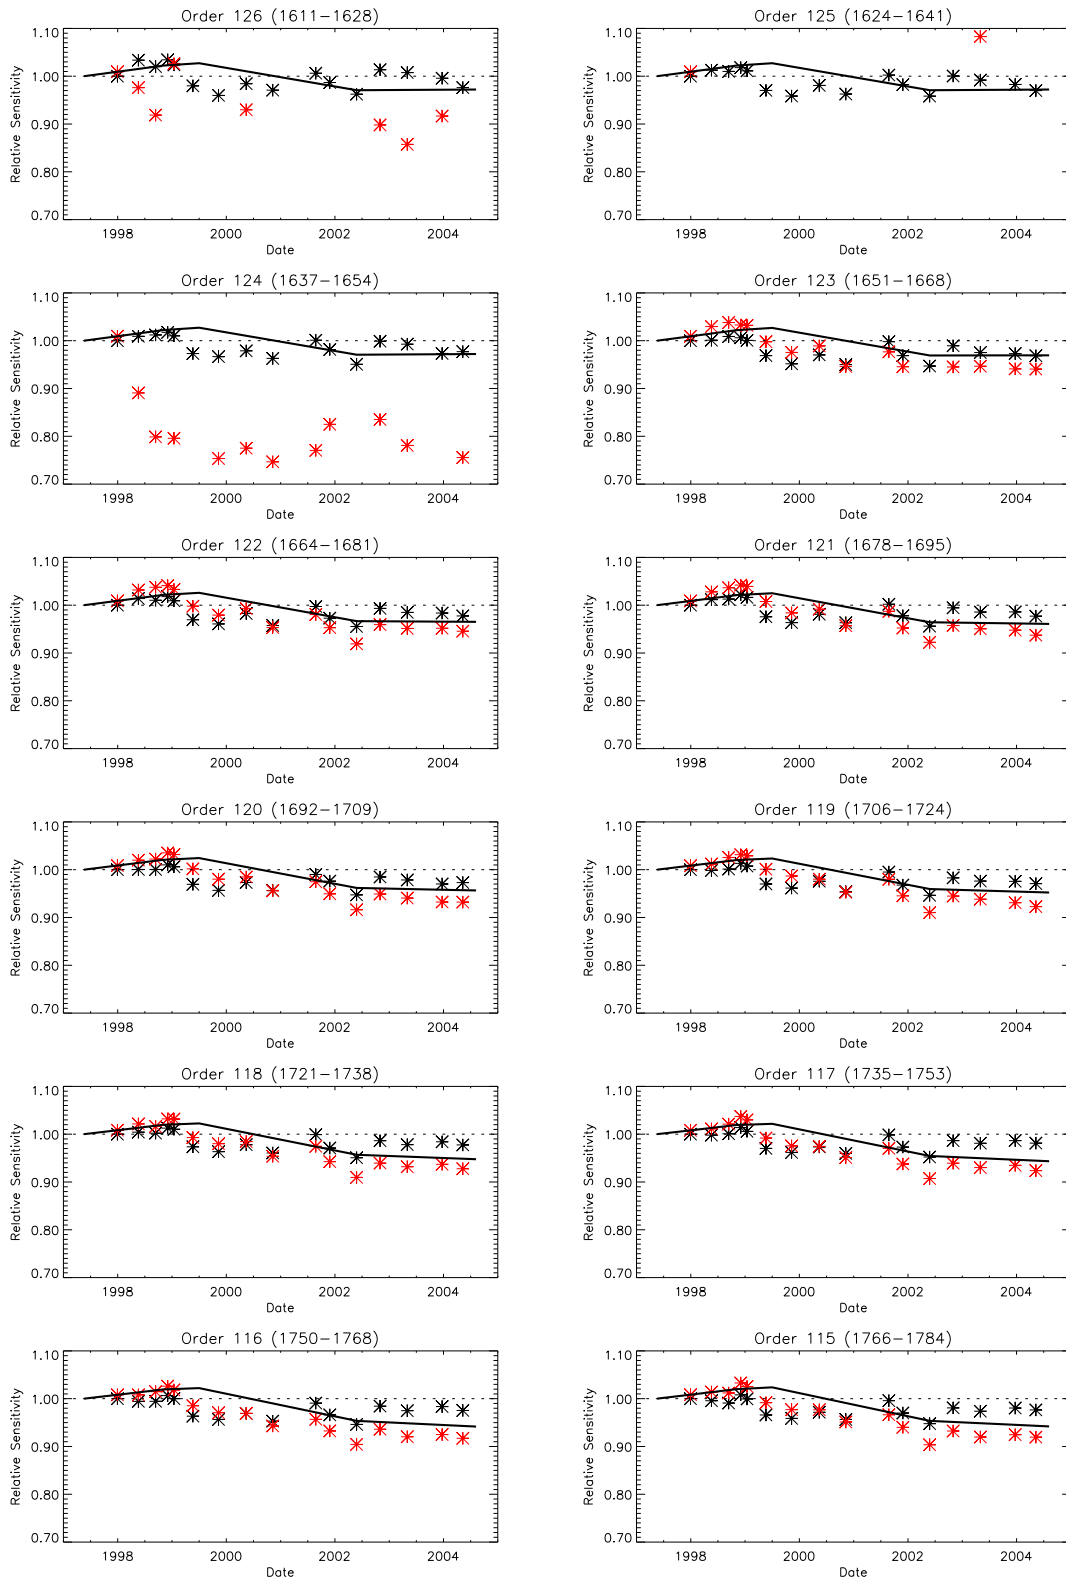 Order 126 (1611−1628)
Relative Sensitivity
1.10
1.00
0.90
0.80
0.70
1998 2000 2002 2004
Date
Order 125 (1624−1641)
Relative Sensitivity
1.10
1.00
0.90
0.80
0.70
1998 2000 2002 2004
Date
Order 124 (1637−1654)
Relative Sensitivity
1.10
1.00
0.90
0.80
0.70
1998 2000 2002 2004
Date
Order 123 (1651−1668)
Relative Sensitivity
1.10
1.00
0.90
0.80
0.70
1998 2000 2002 2004
Date
Order 122 (1664−1681)
Relative Sensitivity
1.10
1.00
0.90
0.80
0.70
1998 2000 2002 2004
Date
Order 121 (1678−1695)
Relative Sensitivity
1.10
1.00
0.90
0.80
0.70
1998 2000 2002 2004
Date
Order 120 (1692−1709)
Relative Sensitivity
1.10
1.00
0.90
0.80
0.70
1998 2000 2002 2004
Date
Order 119 (1706−1724)
Relative Sensitivity
1.10
1.00
0.90
0.80
0.70
1998 2000 2002 2004
Date
Order 118 (1721−1738)
Relative Sensitivity
1.10
1.00
0.90
0.80
0.70
1998 2000 2002 2004
Date
Order 117 (1735−1753)
Relative Sensitivity
1.10
1.00
0.90
0.80
0.70
1998 2000 2002 2004
Date
Order 116 (1750−1768)
Relative Sensitivity
1.10
1.00
0.90
0.80
0.70
1998 2000 2002 2004
Date
Order 115 (1766−1784)
Relative Sensitivity
1.10
1.00
0.90
0.80
0.70
1998 2000 2002 2004
Date